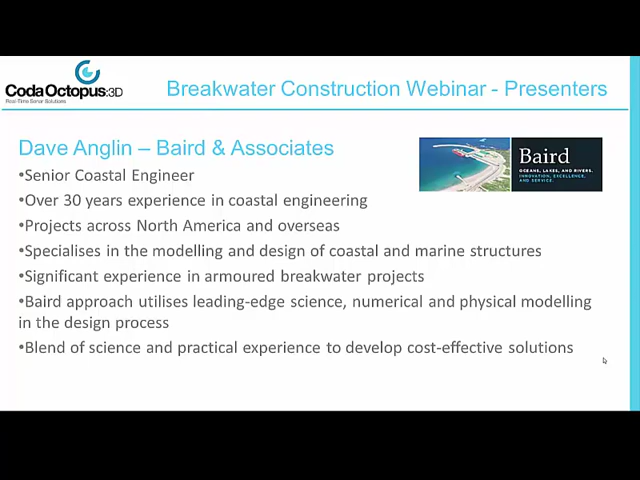 CodaOctopus:3D
Real-Time Sonar Solutions
Breakwater Construction Webinar - Presenters
Dave Anglin – Baird & Associates
Baird
OCEANS, LAKES, AND RIVERS.
INNOVATION, EXCELLENCE,
AND SERVICE.
•Senior Coastal Engineer
•Over 30 years experience in coastal engineering
•Projects across North America and overseas
•Specialises in the modelling and design of coastal and marine structures
•Significant experience in armoured breakwater projects
•Baird approach utilises leading-edge science, numerical and physical modelling
in the design process
•Blend of science and practical experience to develop cost-effective solutions